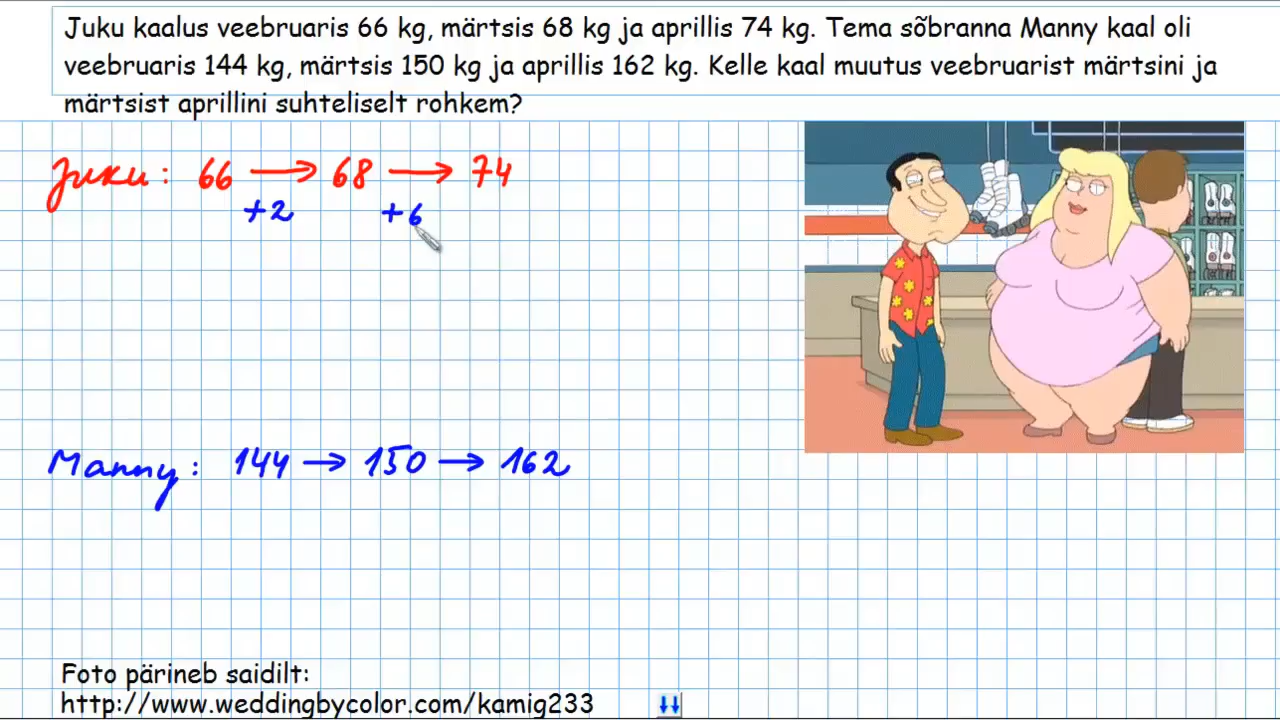 Juku kaalus veebruaris 66 kg, märtsis 68 kg ja aprillis 74 kg. Tema sõbranna Manny kaal oli
veebruaris 144 kg, märtsis 150 kg ja aprillis 162 kg. Kelle kaal muutus veebruarist märtsini ja
märtsist aprillini suhteliselt rohkem?
Juku: 66 → 68 → 74
+2 +6
Manny: 144 → 150 → 162
Foto pärineb saidilt:
http://www.weddingbycolor.com/kamig233